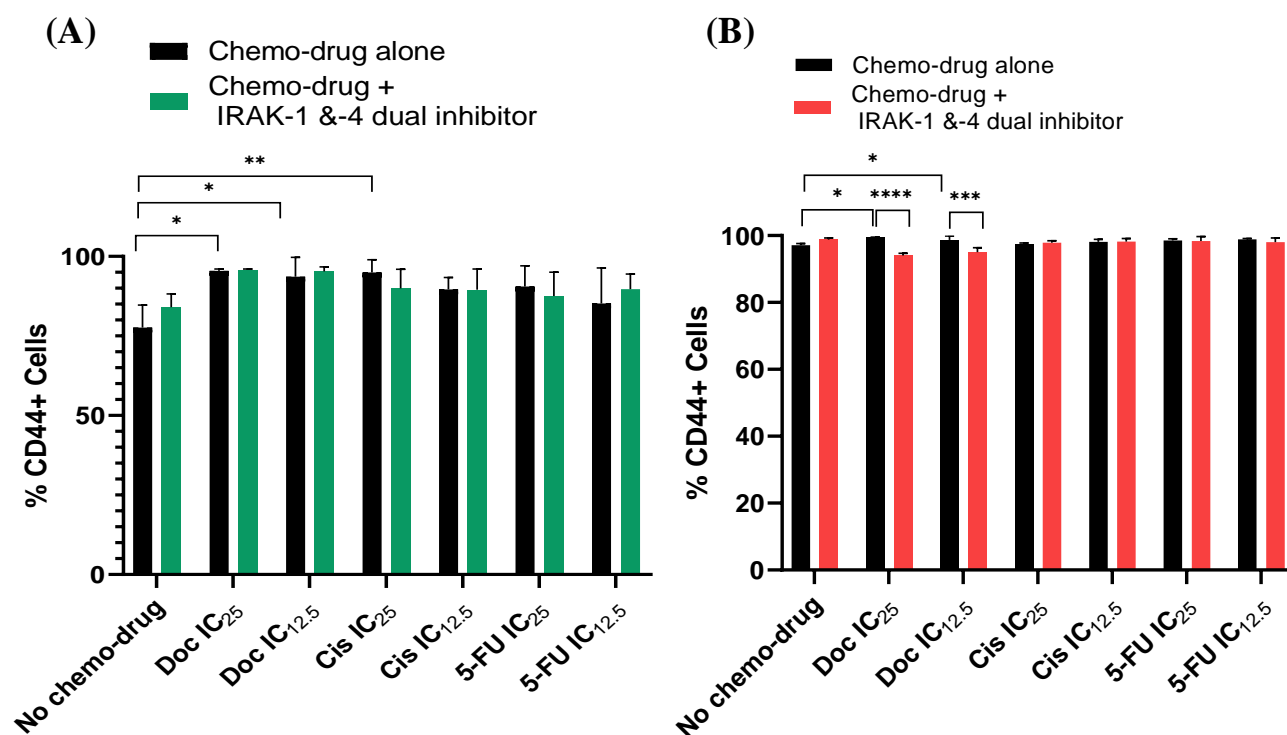 (A)
Chemo-drug alone
Chemo-drug +
IRAK-1 &-4 dual inhibitor
**
*
*
% CD44+ Cells
100
50
0
No chemo-drug
Doc IC25
Doc IC12.5
Cis IC25
Cis IC12.5
5-FU IC25
5-FU IC12.5
(B)
Chemo-drug alone
Chemo-drug +
IRAK-1 &-4 dual inhibitor
*
*
****
***
% CD44+ Cells
100
80
60
40
20
0
No chemo-drug
Doc IC25
Doc IC12.5
Cis IC25
Cis IC12.5
5-FU IC25
5-FU IC12.5